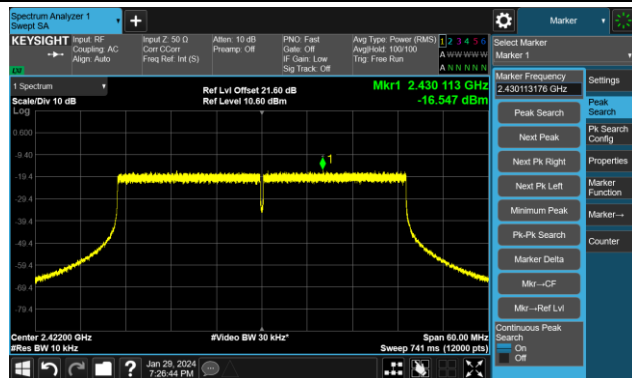 Spectrum Analyzer 1
Swept SA
Marker
KEYSIGHT
Input: RF
Coupling: AC
Align: Auto
Input Z: 50 Ω
Corr CCorr
Freq Ref: Int (S)
Atten: 10 dB
Preamp: Off
PNO: Fast
Gate: Off
IF Gain: Low
Sig Track: Off
Avg Type: Power (RMS)
Avg|Hold: 100/100
Trig: Free Run
1 2 3 4 5 6
A W W W W W
A N N N N N
Select Marker
Marker 1
1 Spectrum
Scale/Div 10 dB
Log
Ref Lvl Offset 21.60 dB
Ref Level 10.60 dBm
Mkr1 2.430 113 GHz
-16.547 dBm
0.600
-9.40
-19.4
-29.4
-39.4
-49.4
-59.4
-69.4
-79.4
1
Center 2.42200 GHz
#Res BW 10 kHz
#Video BW 30 kHz*
Span 60.00 MHz
Sweep 741 ms (12000 pts)
Marker Frequency
2.430113176 GHz
Peak Search
Next Peak
Next Pk Right
Next Pk Left
Minimum Peak
Pk-Pk Search
Marker Delta
Mkr→CF
Mkr→Ref Lvl
Continuous Peak
Search
On
Off
Settings
Peak
Search
Pk Search
Config
Properties
Marker
Function
Marker→
Counter
Jan 29, 2024
7:26:44 PM